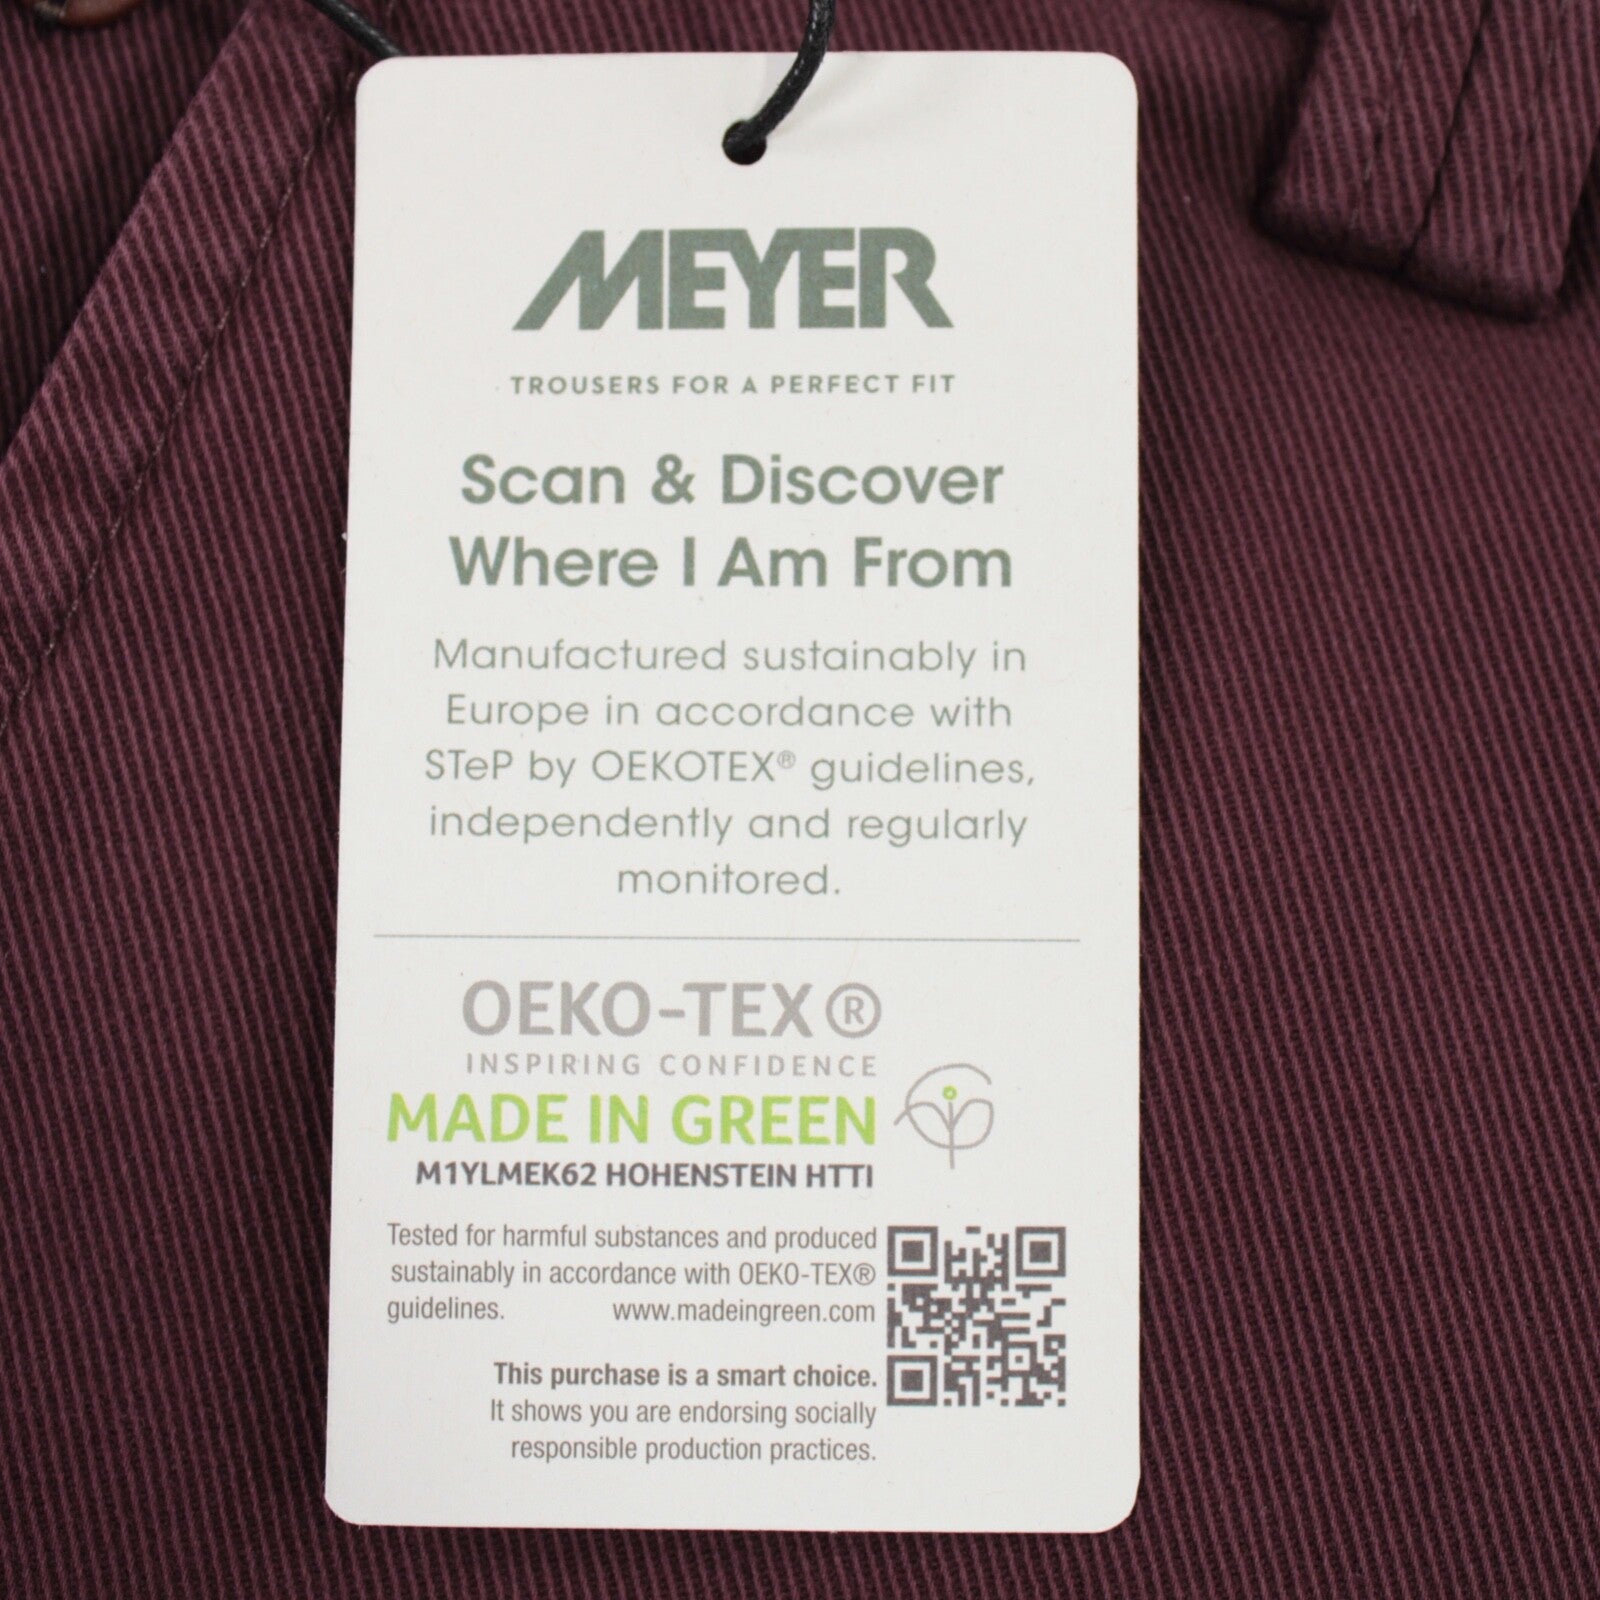 MEYER
TROUSERS FOR A PERFECT FIT
Scan & Discover
Where I Am From
Manufactured sustainably in
Europe in accordance with
STeP by OEKOTEX® guidelines,
independently and regularly
monitored.
OEKO-TEX®
INSPIRING CONFIDENCE
MADE IN GREEN
M1YLMEK62 HOHENSTEIN HTTI
Tested for harmful substances and produced
sustainably in accordance with OEKO-TEX®
guidelines. www.madeingreen.com
This purchase is a smart choice.
It shows you are endorsing socially
responsible production practices.